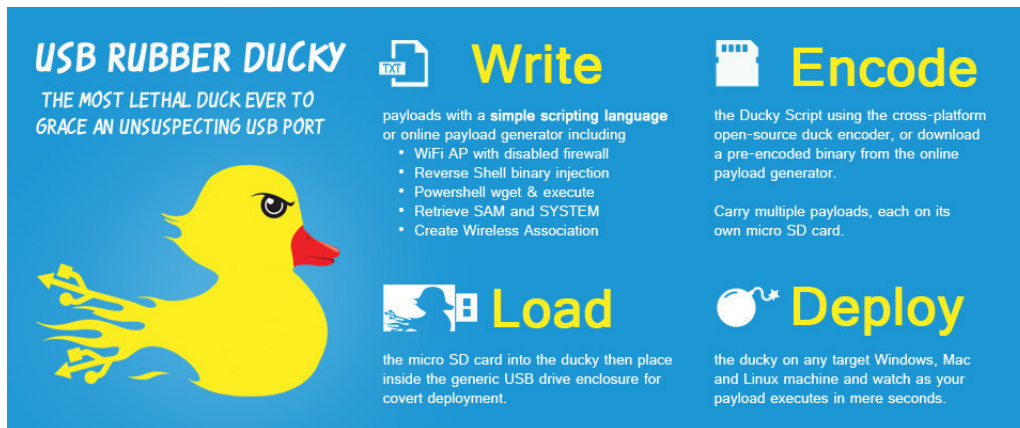 USB RUBBER DUCKY
THE MOST LETHAL DUCK EVER TO
GRACE AN UNSUSPECTING USB PORT
TXT
Write
payloads with a simple scripting language
or online payload generator including
• WiFi AP with disabled firewall
• Reverse Shell binary injection
• Powershell wget & execute
• Retrieve SAM and SYSTEM
• Create Wireless Association
Encode
the Ducky Script using the cross-platform
open-source duck encoder, or download
a pre-encoded binary from the online
payload generator.
Carry multiple payloads, each on its
own micro SD card.
Load
the micro SD card into the ducky then place
inside the generic USB drive enclosure for
covert deployment.
Deploy
the ducky on any target Windows, Mac
and Linux machine and watch as your
payload executes in mere seconds.